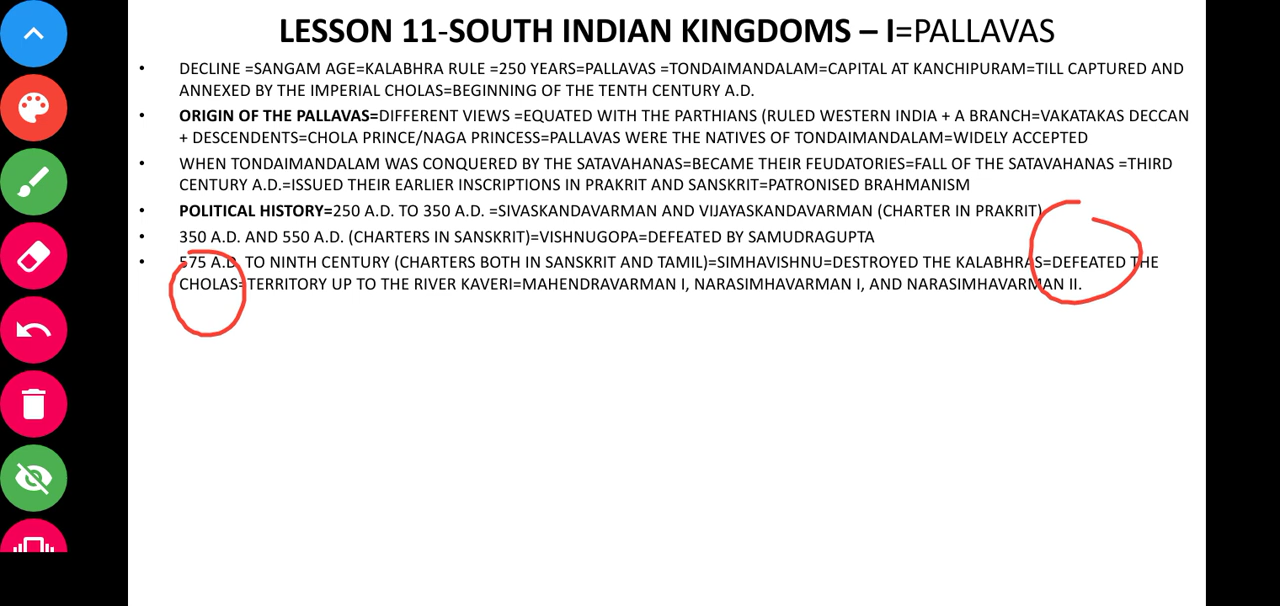 LESSON 11-SOUTH INDIAN KINGDOMS – I=PALLAVAS
• DECLINE =SANGAM AGE=KALABHRA RULE =250 YEARS=PALLAVAS =TONDAIMANDALAM=CAPITAL AT KANCHIPURAM=TILL CAPTURED AND
ANNEXED BY THE IMPERIAL CHOLAS=BEGINNING OF THE TENTH CENTURY A.D.
• ORIGIN OF THE PALLAVAS=DIFFERENT VIEWS =EQUATED WITH THE PARTHIANS (RULED WESTERN INDIA + A BRANCH=VAKATAKAS DECCAN
+ DESCENDENTS=CHOLA PRINCE/NAGA PRINCESS=PALLAVAS WERE THE NATIVES OF TONDAIMANDALAM=WIDELY ACCEPTED
• WHEN TONDAIMANDALAM WAS CONQUERED BY THE SATAVAHANAS=BECAME THEIR FEUDATORIES=FALL OF THE SATAVAHANAS =THIRD
CENTURY A.D.=ISSUED THEIR EARLIER INSCRIPTIONS IN PRAKRIT AND SANSKRIT=PATRONISED BRAHMANISM
• POLITICAL HISTORY=250 A.D. TO 350 A.D. =SIVASKANDAVARMAN AND VIJAYASKANDAVARMAN (CHARTER IN PRAKRIT)
• 350 A.D. AND 550 A.D. (CHARTERS IN SANSKRIT)=VISHNUGOPA=DEFEATED BY SAMUDRAGUPTA
• 575 A.D. TO NINTH CENTURY (CHARTERS BOTH IN SANSKRIT AND TAMIL)=SIMHAVISHNU=DESTROYED THE KALABHRAS=DEFEATED THE
CHOLAS=TERRITORY UP TO THE RIVER KAVERI=MAHENDRAVARMAN I, NARASIMHAVARMAN I, AND NARASIMHAVARMAN II.